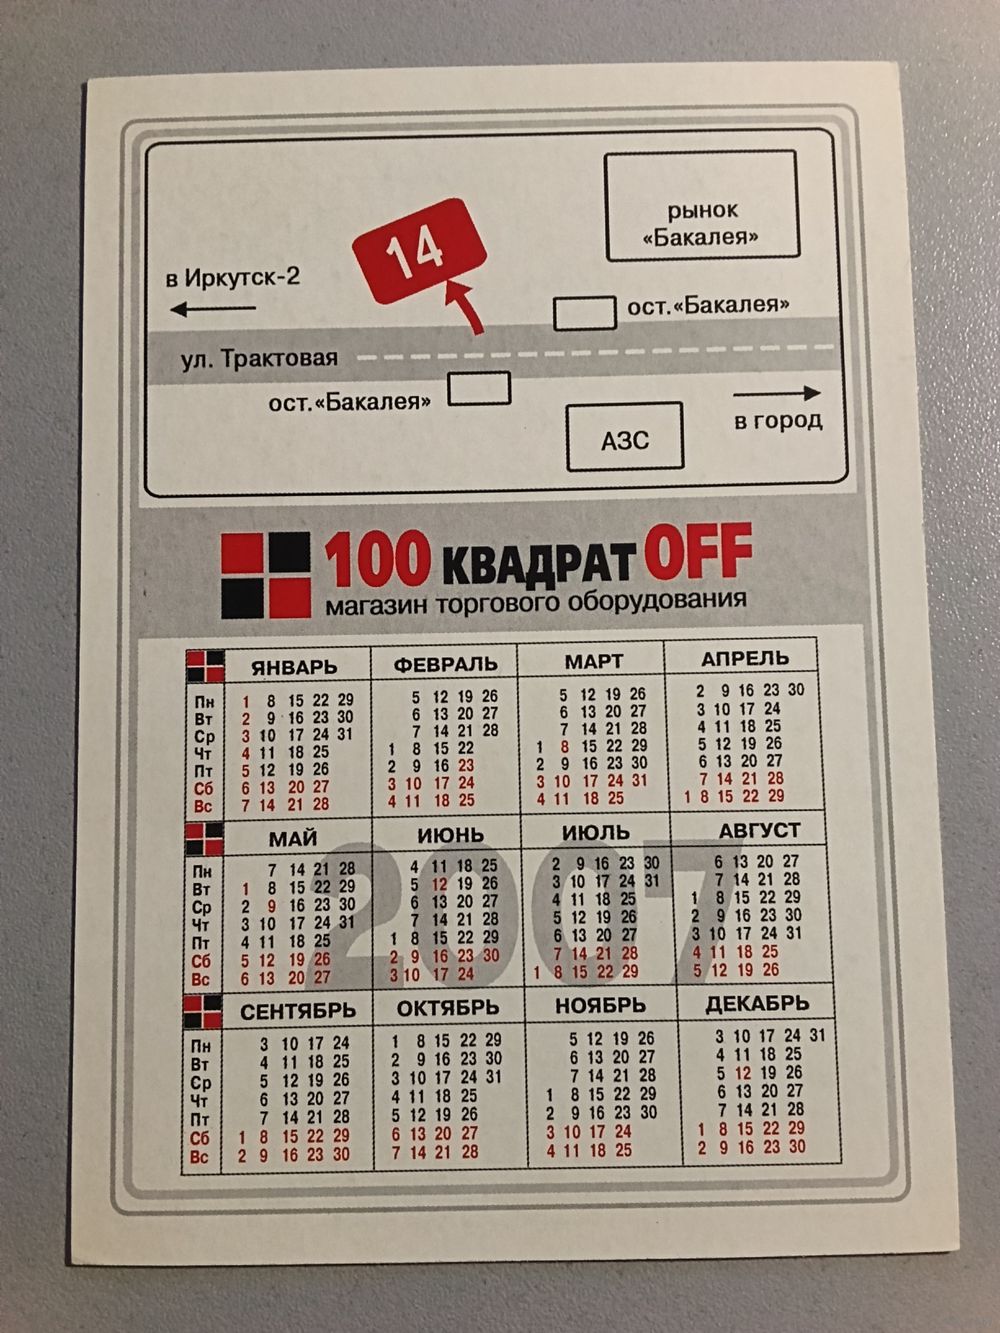 рынок
«Бакалея»
14
в Иркутск-2
ост.«Бакалея»
ул. Трактовая
ост.«Бакалея»
в город
АЗС
100 КВАДРАТ OFF
магазин торгового оборудования
2007
ЯНВАРЬ ФЕВРАЛЬ МАРТ АПРЕЛЬ
Пн 1 8 15 22 29 5 12 19 26 5 12 19 26 2 9 16 23 30
Вт 2 9 16 23 30 6 13 20 27 6 13 20 27 3 10 17 24
Ср 3 10 17 24 31 7 14 21 28 7 14 21 28 4 11 18 25
Чт 4 11 18 25 1 8 15 22 1 8 15 22 29 5 12 19 26
Пт 5 12 19 26 2 9 16 23 2 9 16 23 30 6 13 20 27
Сб 6 13 20 27 3 10 17 24 3 10 17 24 31 7 14 21 28
Вс 7 14 21 28 4 11 18 25 4 11 18 25 1 8 15 22 29
МАЙ ИЮНЬ ИЮЛЬ АВГУСТ
Пн 7 14 21 28 4 11 18 25 2 9 16 23 30 6 13 20 27
Вт 1 8 15 22 29 5 12 19 26 3 10 17 24 31 7 14 21 28
Ср 2 9 16 23 30 6 13 20 27 4 11 18 25 1 8 15 22 29
Чт 3 10 17 24 31 7 14 21 28 5 12 19 26 2 9 16 23 30
Пт 4 11 18 25 1 8 15 22 29 6 13 20 27 3 10 17 24 31
Сб 5 12 19 26 2 9 16 23 30 7 14 21 28 4 11 18 25
Вс 6 13 20 27 3 10 17 24 1 8 15 22 29 5 12 19 26
СЕНТЯБРЬ ОКТЯБРЬ НОЯБРЬ ДЕКАБРЬ
Пн 3 10 17 24 1 8 15 22 29 5 12 19 26 3 10 17 24 31
Вт 4 11 18 25 2 9 16 23 30 6 13 20 27 4 11 18 25
Ср 5 12 19 26 3 10 17 24 31 7 14 21 28 5 12 19 26
Чт 6 13 20 27 4 11 18 25 1 8 15 22 29 6 13 20 27
Пт 7 14 21 28 5 12 19 26 2 9 16 23 30 7 14 21 28
Сб 1 8 15 22 29 6 13 20 27 3 10 17 24 1 8 15 22 29
Вс 2 9 16 23 30 7 14 21 28 4 11 18 25 2 9 16 23 30